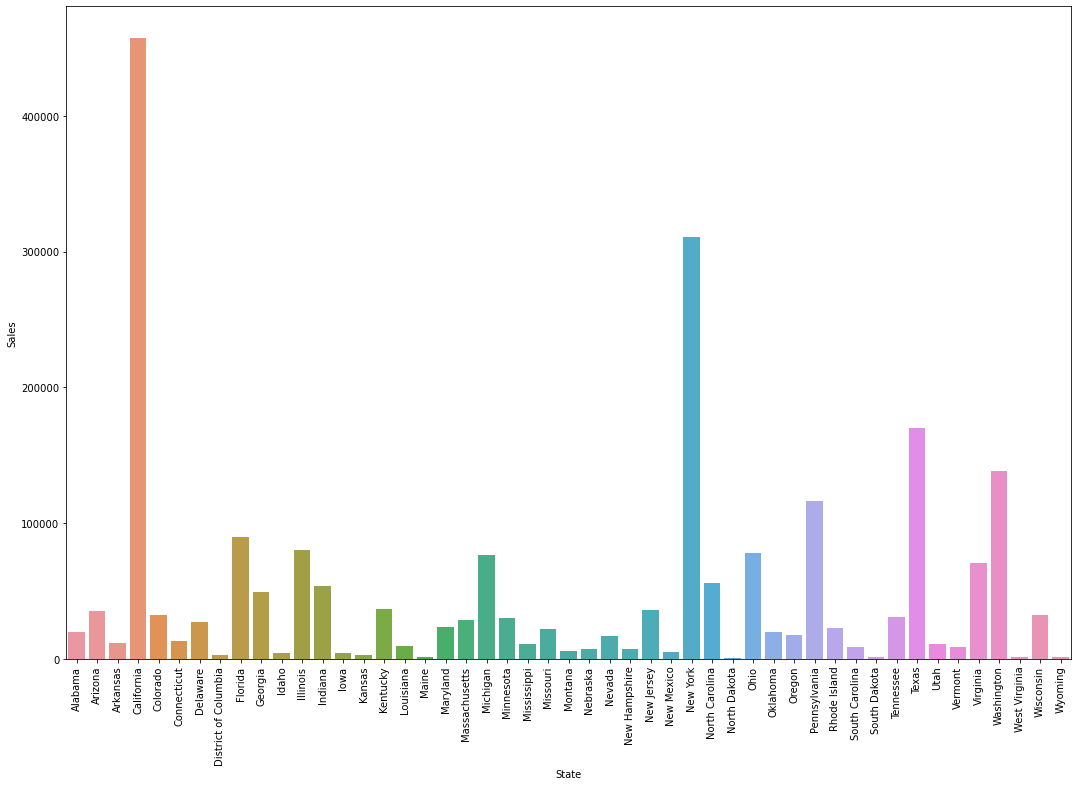 400000
300000
200000
100000
0
Sales
Alabama
Arizona
Arkansas
California
Colorado
Connecticut
Delaware
District of Columbia
Florida
Georgia
Idaho
Illinois
Indiana
Iowa
Kansas
Kentucky
Louisiana
Maine
Maryland
Massachusetts
Michigan
Minnesota
Mississippi
Missouri
Montana
Nebraska
Nevada
New Hampshire
New Jersey
New Mexico
New York
North Carolina
North Dakota
Ohio
Oklahoma
Oregon
Pennsylvania
Rhode Island
South Carolina
South Dakota
Tennessee
Texas
Utah
Vermont
Virginia
Washington
West Virginia
Wisconsin
Wyoming
State